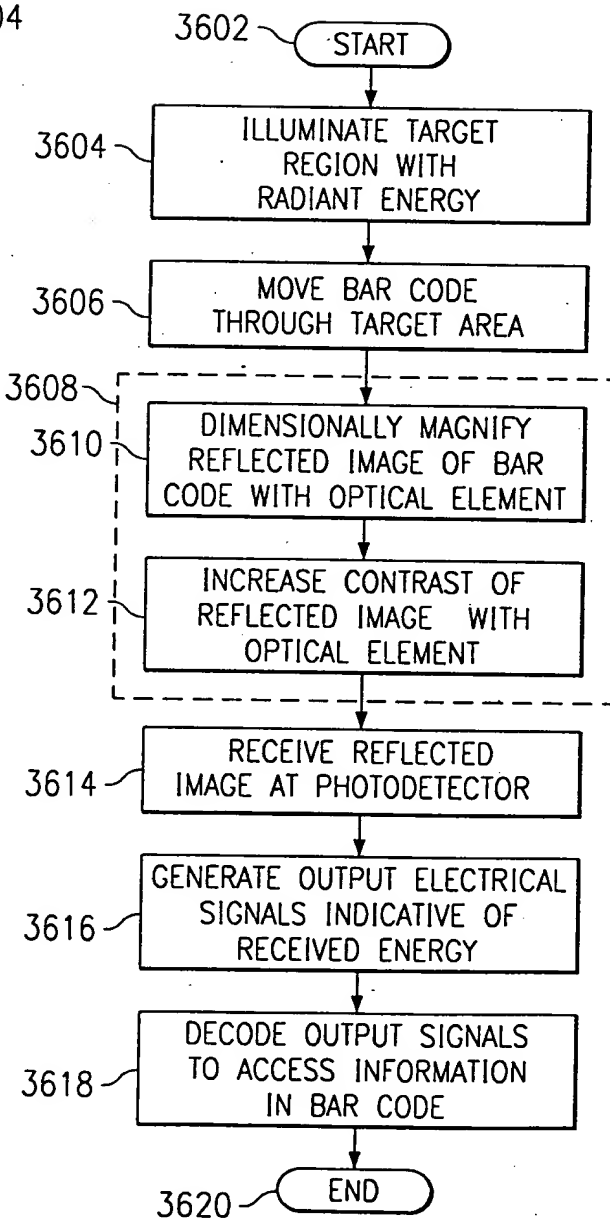 3602
START
3604
ILLUMINATE TARGET
REGION WITH
RADIANT ENERGY
3606
MOVE BAR CODE
THROUGH TARGET AREA
3608
3610
DIMENSIONALLY MAGNIFY
REFLECTED IMAGE OF BAR
CODE WITH OPTICAL ELEMENT
3612
INCREASE CONTRAST OF
REFLECTED IMAGE WITH
OPTICAL ELEMENT
3614
RECEIVE REFLECTED
IMAGE AT PHOTODETECTOR
3616
GENERATE OUTPUT ELECTRICAL
SIGNALS INDICATIVE OF
RECEIVED ENERGY
3618
DECODE OUTPUT SIGNALS
TO ACCESS INFORMATION
IN BAR CODE
3620
END